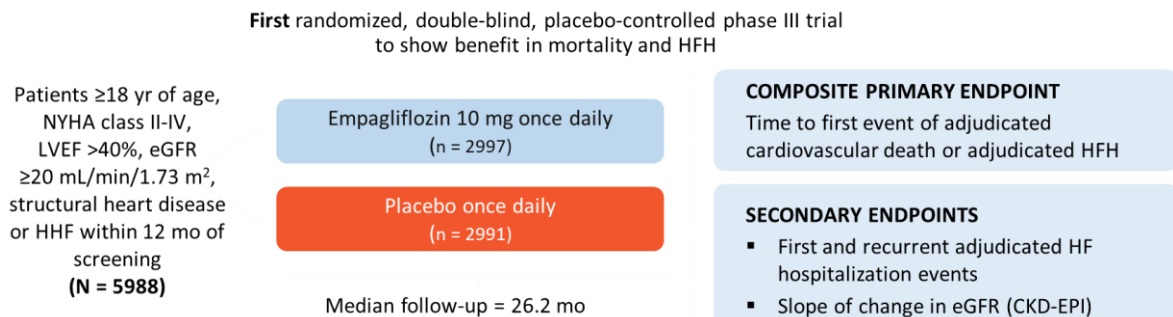 First randomized, double-blind, placebo-controlled phase III trial
to show benefit in mortality and HFH
Patients ≥18 yr of age,
NYHA class II-IV,
LVEF >40%, eGFR
≥20 mL/min/1.73 m²,
structural heart disease
or HHF within 12 mo of
screening
(N = 5988)
Empagliflozin 10 mg once daily
(n = 2997)
Placebo once daily
(n = 2991)
Median follow-up = 26.2 mo
COMPOSITE PRIMARY ENDPOINT
Time to first event of adjudicated
cardiovascular death or adjudicated HFH
SECONDARY ENDPOINTS
▪ First and recurrent adjudicated HF
hospitalization events
▪ Slope of change in eGFR (CKD-EPI)